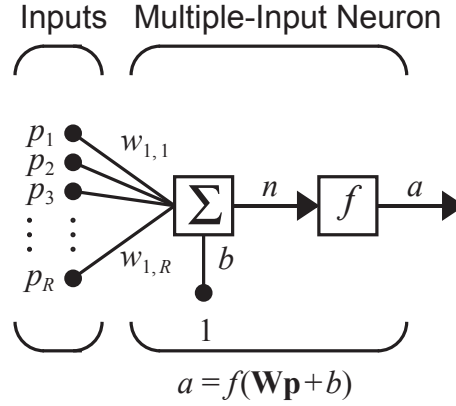 Inputs Multiple-Input Neuron
p1
w1,1
p2
p3
Σ n f a
w1,R b
pR
1
a = f(Wp + b)